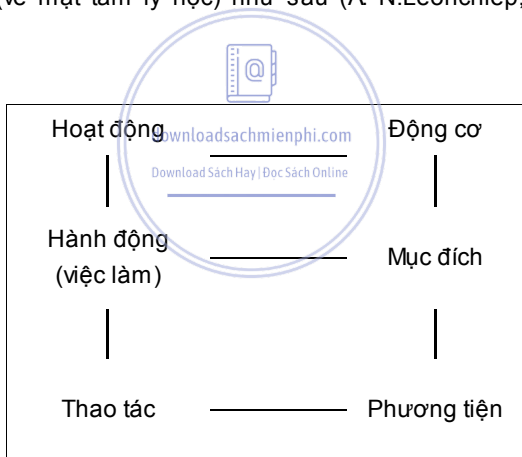 (về mặt tâm lý học) như sau (A N.Leonchiep,
Hoạt động Động cơ
downloadsachmienphi.com
Download Sách Hay | Đọc Sách Online
Hành động
(việc làm)
Mục đích
Thao tác Phương tiện